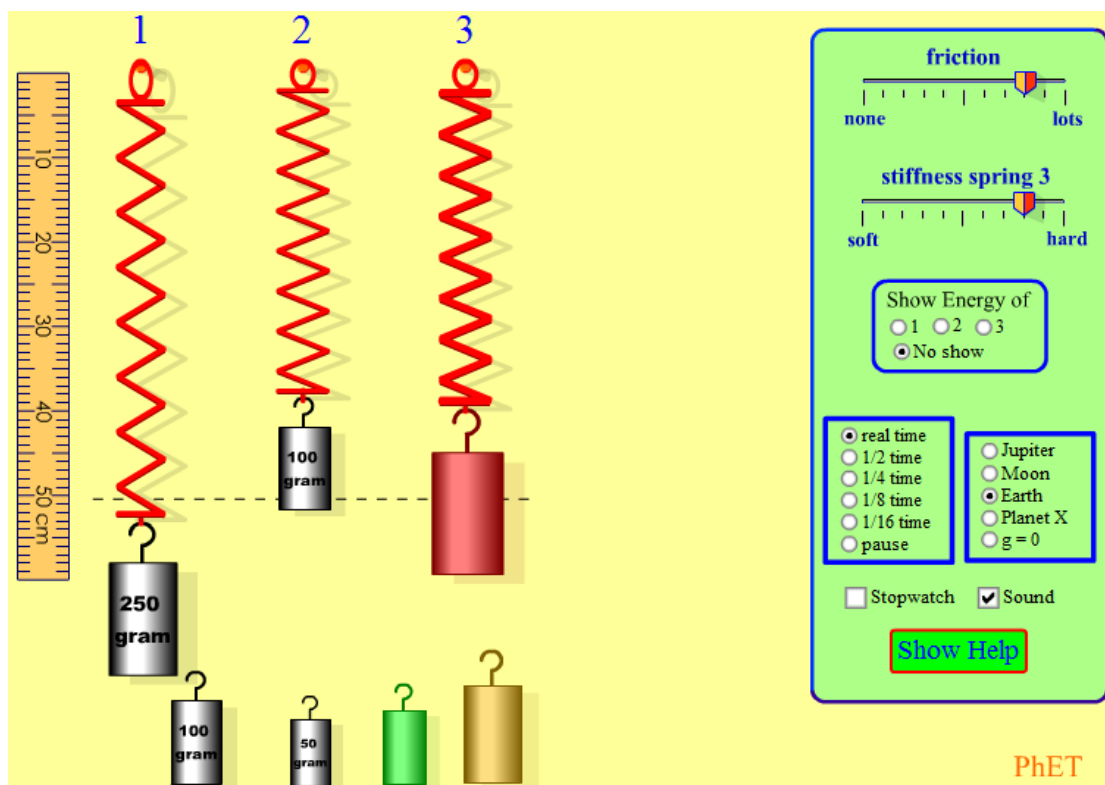 1 2 3
friction
none lots
stiffness spring 3
soft hard
Show Energy of
1 2 3
No show
10
20
30
40
50 cm
real time
1/2 time
1/4 time
1/8 time
1/16 time
pause
Jupiter
Moon
Earth
Planet X
g = 0
100
gram
250
gram
Stopwatch Sound
Show Help
100
gram
50
gram
PhET